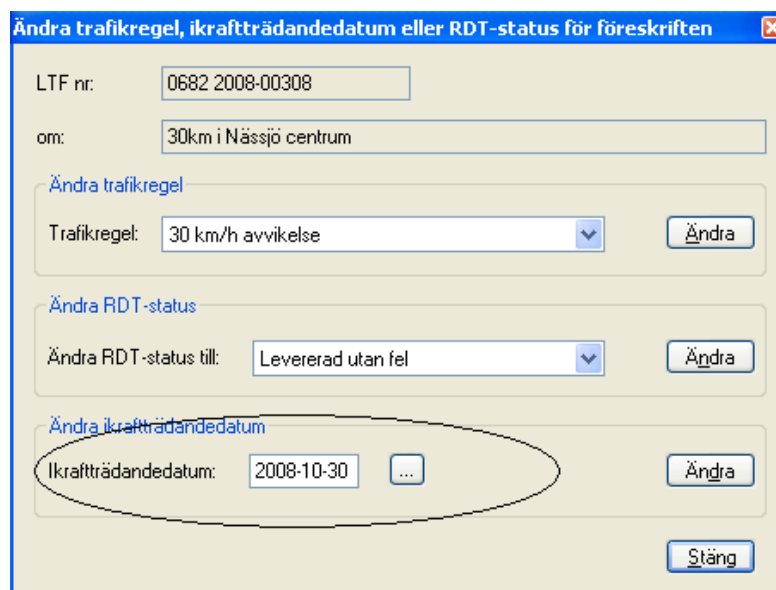 Ändra trafikregel, ikraftträdandedatum eller RDT-status för föreskriften
LTF nr: 0682 2008-00308
om: 30km i Nässjö centrum
Ändra trafikregel
Trafikregel: 30 km/h avvikelse Ändra
Ändra RDT-status
Ändra RDT-status till: Levererad utan fel Ändra
Ändra ikraftträdandedatum
Ikraftträdandedatum: 2008-10-30 ... Ändra
Stäng